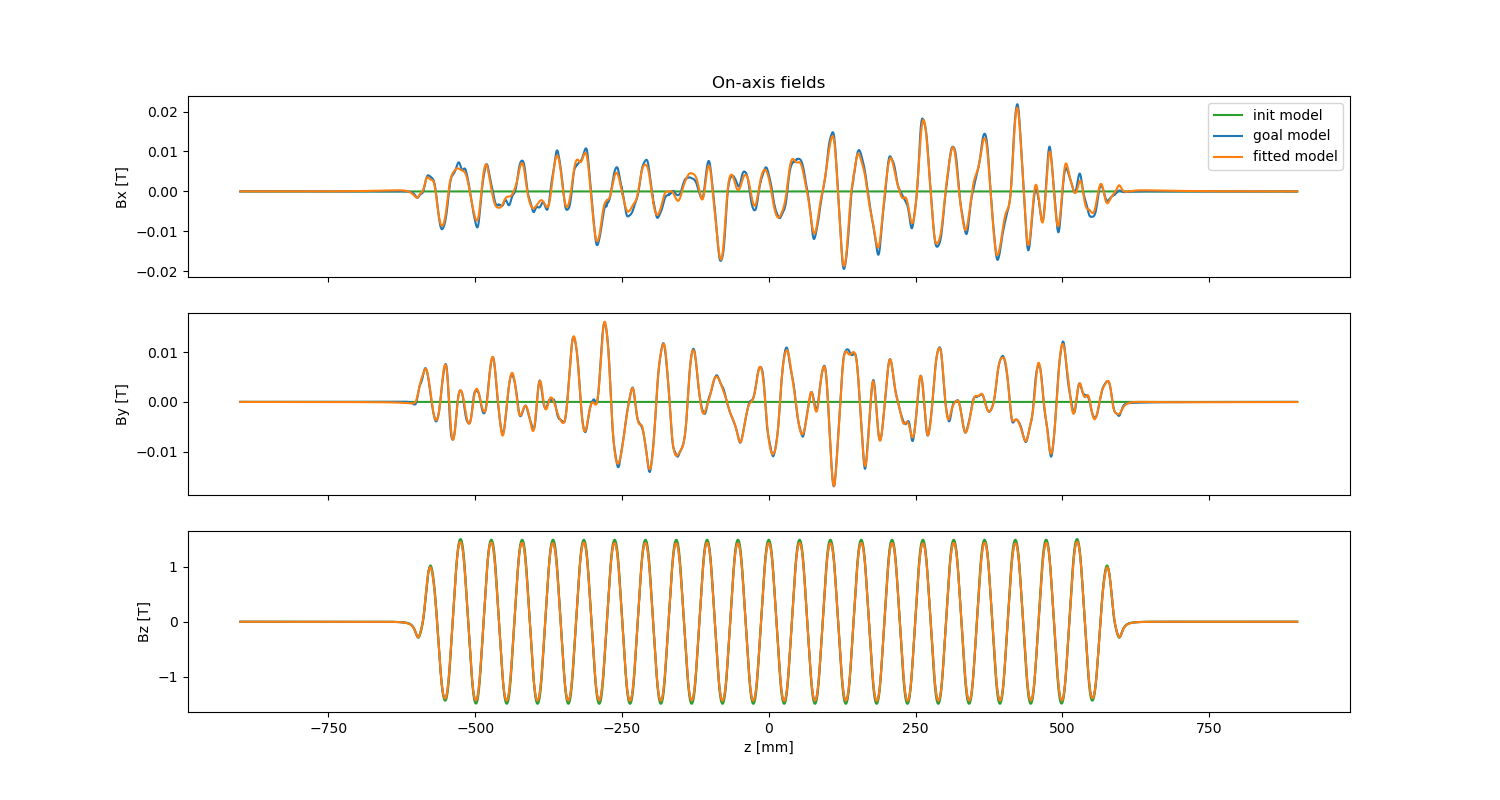 On-axis fields
Bx [T]
0.02
0.01
0.00
−0.01
−0.02
init model
goal model
fitted model
By [T]
0.01
0.00
−0.01
Bz [T]
1
0
−1
−750 −500 −250 0 250 500 750
z [mm]